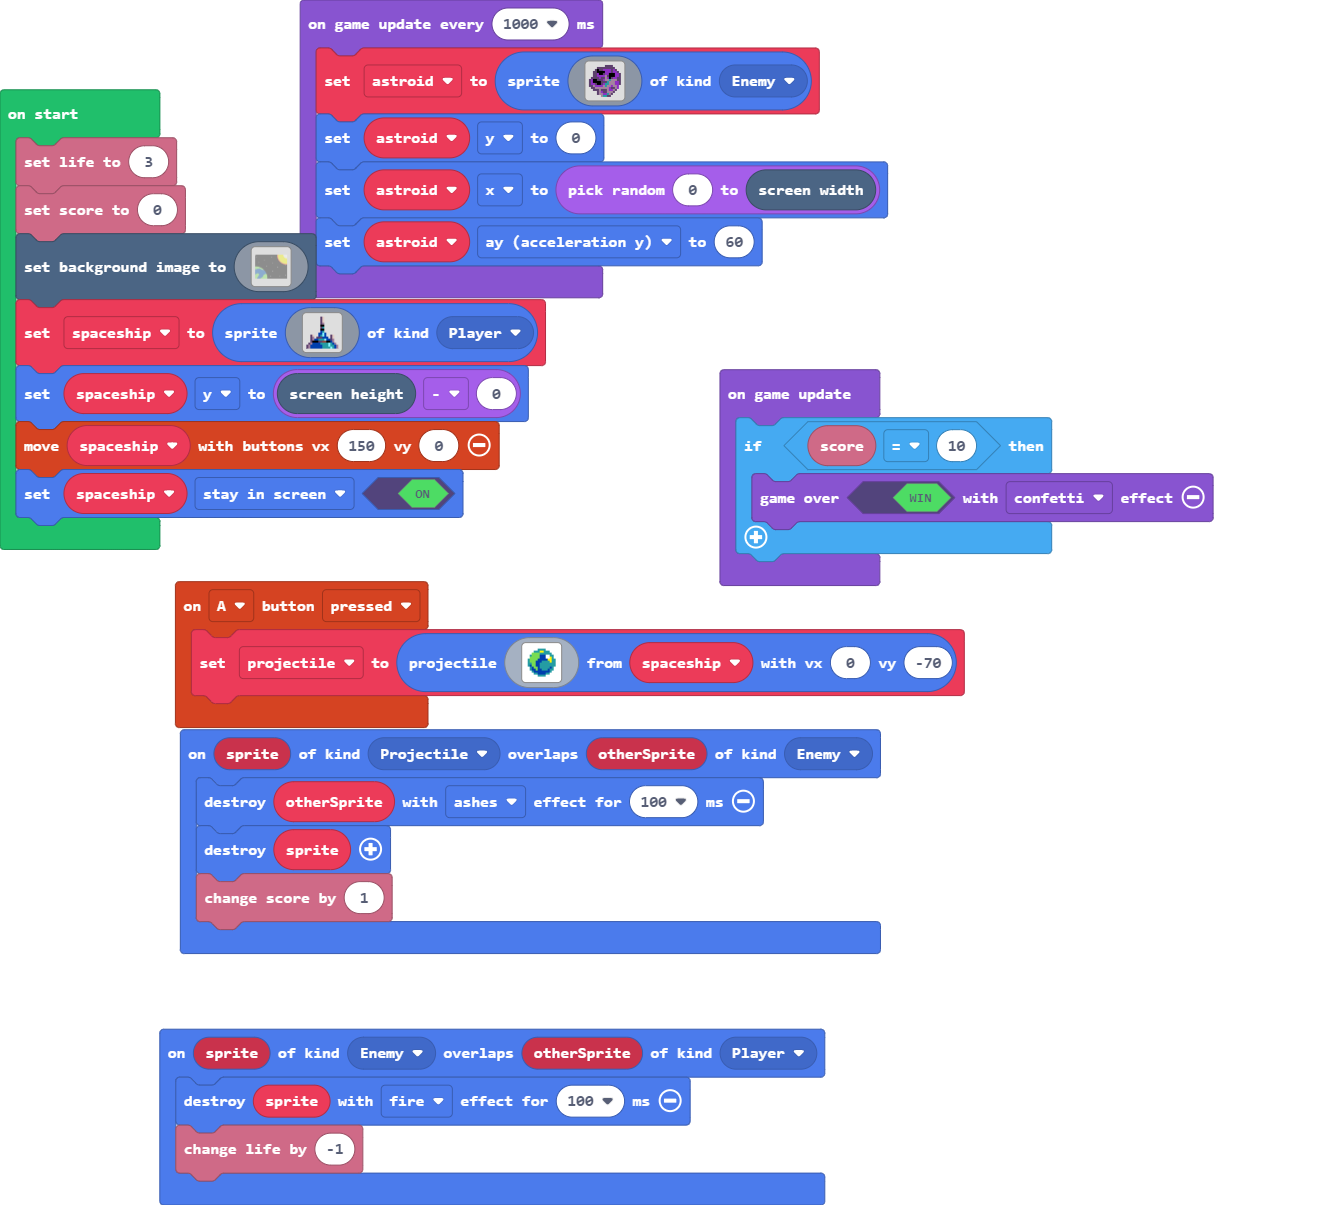 on game update every 1000 ms
set astroid to sprite of kind Enemy
set astroid y to 0
set astroid x to pick random 0 to screen width
set astroid ay (acceleration y) to 60
on start
set life to 3
set score to 0
set background image to
set spaceship to sprite of kind Player
set spaceship y to screen height - 0
move spaceship with buttons vx 150 vy 0
set spaceship stay in screen ON
on game update
if score = 10 then
game over WIN with confetti effect
on A button pressed
set projectile to projectile from spaceship with vx 0 vy -70
on sprite of kind Projectile overlaps otherSprite of kind Enemy
destroy otherSprite with ashes effect for 100 ms
destroy sprite
change score by 1
on sprite of kind Enemy overlaps otherSprite of kind Player
destroy sprite with fire effect for 100 ms
change life by -1